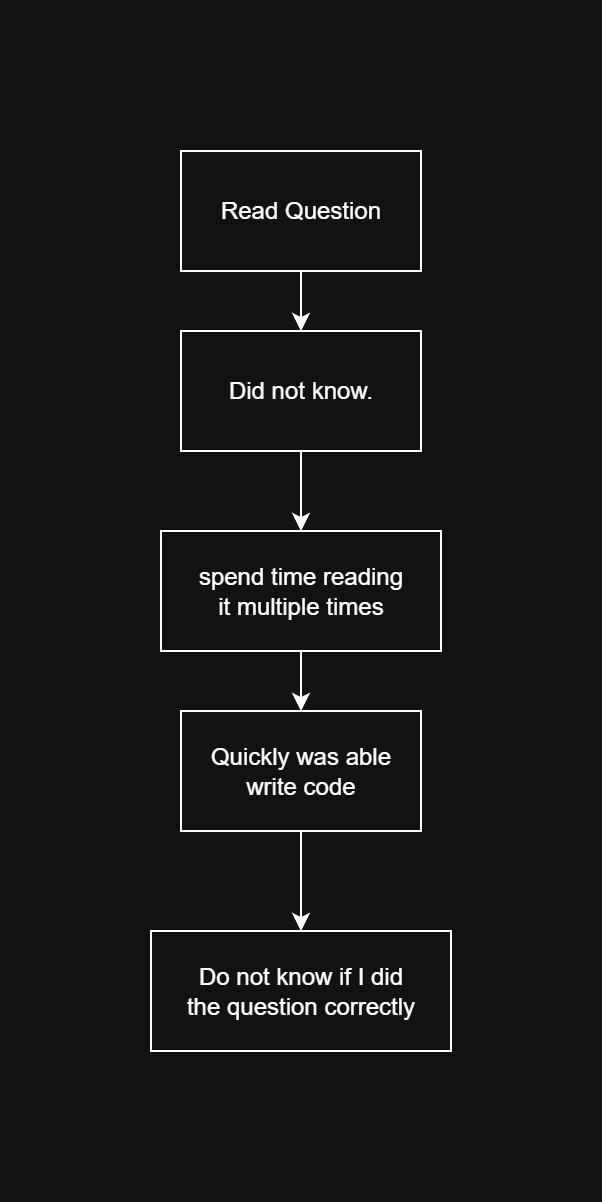 Read Question
Did not know.
spend time reading
it multiple times
Quickly was able
write code
Do not know if I did
the question correctly